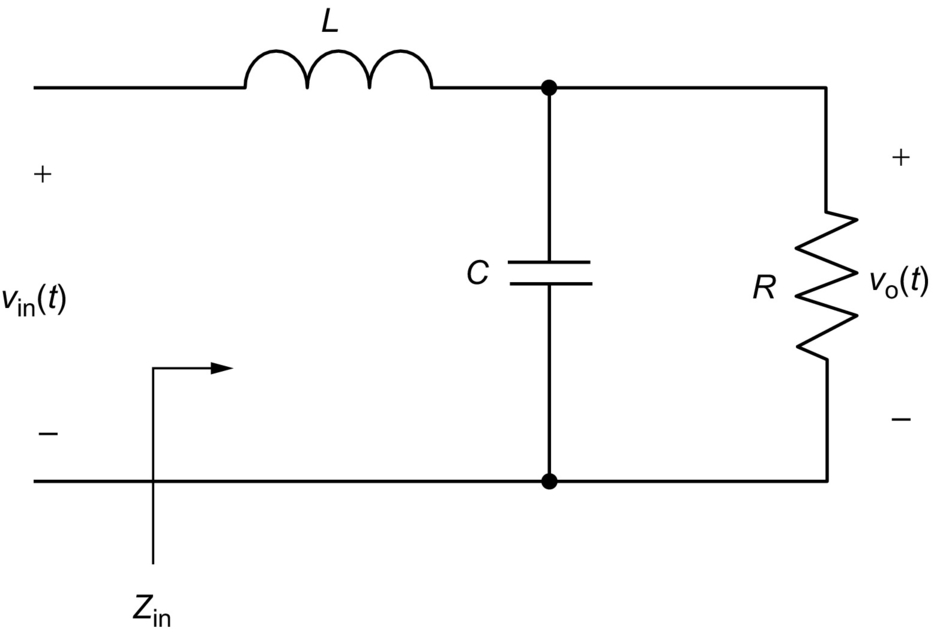 L
+
+
C
R
v_in(t)
v_o(t)
−
−
Z_in